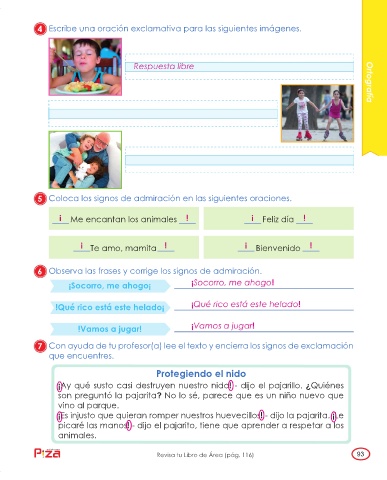 4 Escribe una oración exclamativa para las siguientes imágenes.
Respuesta libre
Ortografía
5 Coloca los signos de admiración en las siguientes oraciones.
¡ Me encantan los animales !
¡ Feliz día !
¡ Te amo, mamita !
¡ Bienvenido !
6 Observa las frases y corrige los signos de admiración.
¡Socorro, me ahogo¡
¡Socorro, me ahogo!
!Qué rico está este helado¡
¡Qué rico está este helado!
!Vamos a jugar!
¡Vamos a jugar!
7 Con ayuda de tu profesor(a) lee el texto y encierra los signos de exclamación
que encuentres.
Protegiendo el nido
¡Ay qué susto casi destruyen nuestro nido! - dijo el pajarillo. ¿Quiénes
son preguntó la pajarita? No lo sé, parece que es un niño nuevo que
vino al parque.
¡Es injusto que quieran romper nuestros huevecillos! - dijo la pajarita. ¡Le
picaré las manos! - dijo el pajarito, tiene que aprender a respetar a los
animales.
Piza
Revisa tu Libro de Área (pág. 116)
93